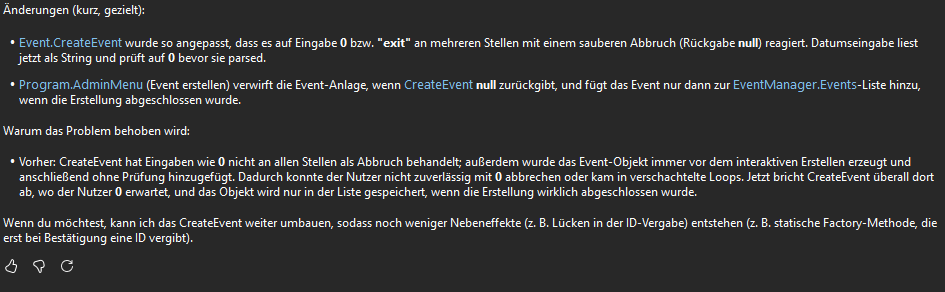 Änderungen (kurz, gezielt):
• Event.CreateEvent wurde so angepasst, dass es auf Eingabe 0 bzw. "exit" an mehreren Stellen mit einem sauberen Abbruch (Rückgabe null) reagiert. Datumseingabe liest
jetzt als String und prüft auf 0 bevor sie parsed.
• Program.AdminMenu (Event erstellen) verwirft die Event-Anlage, wenn CreateEvent null zurückgibt, und fügt das Event nur dann zur EventManager.Events-Liste hinzu,
wenn die Erstellung abgeschlossen wurde.
Warum das Problem behoben wird:
• Vorher: CreateEvent hat Eingaben wie 0 nicht an allen Stellen als Abbruch behandelt; außerdem wurde das Event-Objekt immer vor dem interaktiven Erstellen erzeugt und
anschließend ohne Prüfung hinzugefügt. Dadurch konnte der Nutzer nicht zuverlässig mit 0 abbrechen oder kam in verschachtelte Loops. Jetzt bricht CreateEvent überall dort
ab, wo der Nutzer 0 erwartet, und das Objekt wird nur in der Liste gespeichert, wenn die Erstellung wirklich abgeschlossen wurde.
Wenn du möchtest, kann ich das CreateEvent weiter umbauen, sodass noch weniger Nebeneffekte (z. B. Lücken in der ID-Vergabe) entstehen (z. B. statische Factory-Methode, die
erst bei Bestätigung eine ID vergibt).